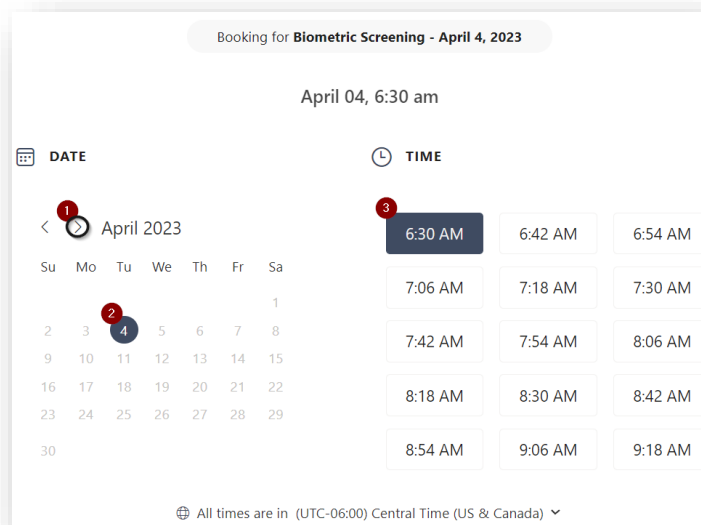 Booking for Biometric Screening - April 4, 2023
April 04, 6:30 am
DATE
1
April 2023
Su Mo Tu We Th Fr Sa
1
2
2 3 4 5 6 7 8
9 10 11 12 13 14 15
16 17 18 19 20 21 22
23 24 25 26 27 28 29
30
TIME
3
6:30 AM 6:42 AM 6:54 AM
7:06 AM 7:18 AM 7:30 AM
7:42 AM 7:54 AM 8:06 AM
8:18 AM 8:30 AM 8:42 AM
8:54 AM 9:06 AM 9:18 AM
All times are in (UTC-06:00) Central Time (US & Canada)